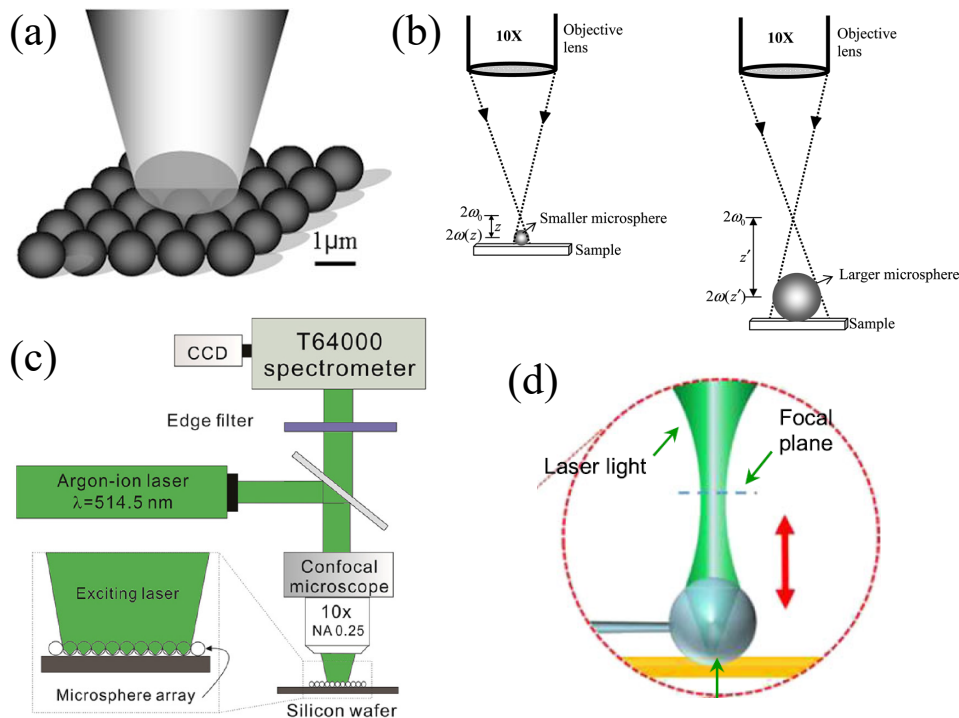 (a)
1μm
(b)
10X
Objective
lens
2ω₀
z
2ω(z)
Smaller microsphere
Sample
10X
Objective
lens
2ω₀
z′
2ω(z′)
Larger microsphere
Sample
(c)
CCD
T64000
spectrometer
Edge filter
Argon-ion laser
λ=514.5 nm
Confocal
microscope
10x
NA 0.25
Exciting laser
Microsphere array
Silicon wafer
(d)
Laser light
Focal
plane